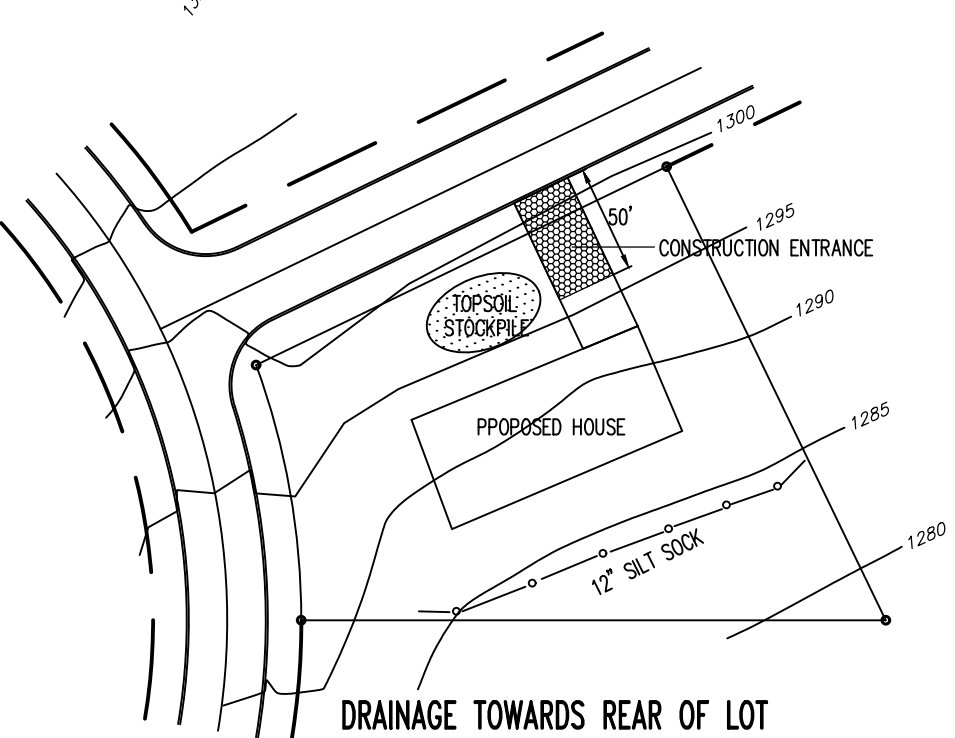 1300
1295
50'
CONSTRUCTION ENTRANCE
TOPSOIL
STOCKPILE
1290
PPOPOSED HOUSE
1285
12" SILT SOCK
1280
DRAINAGE TOWARDS REAR OF LOT